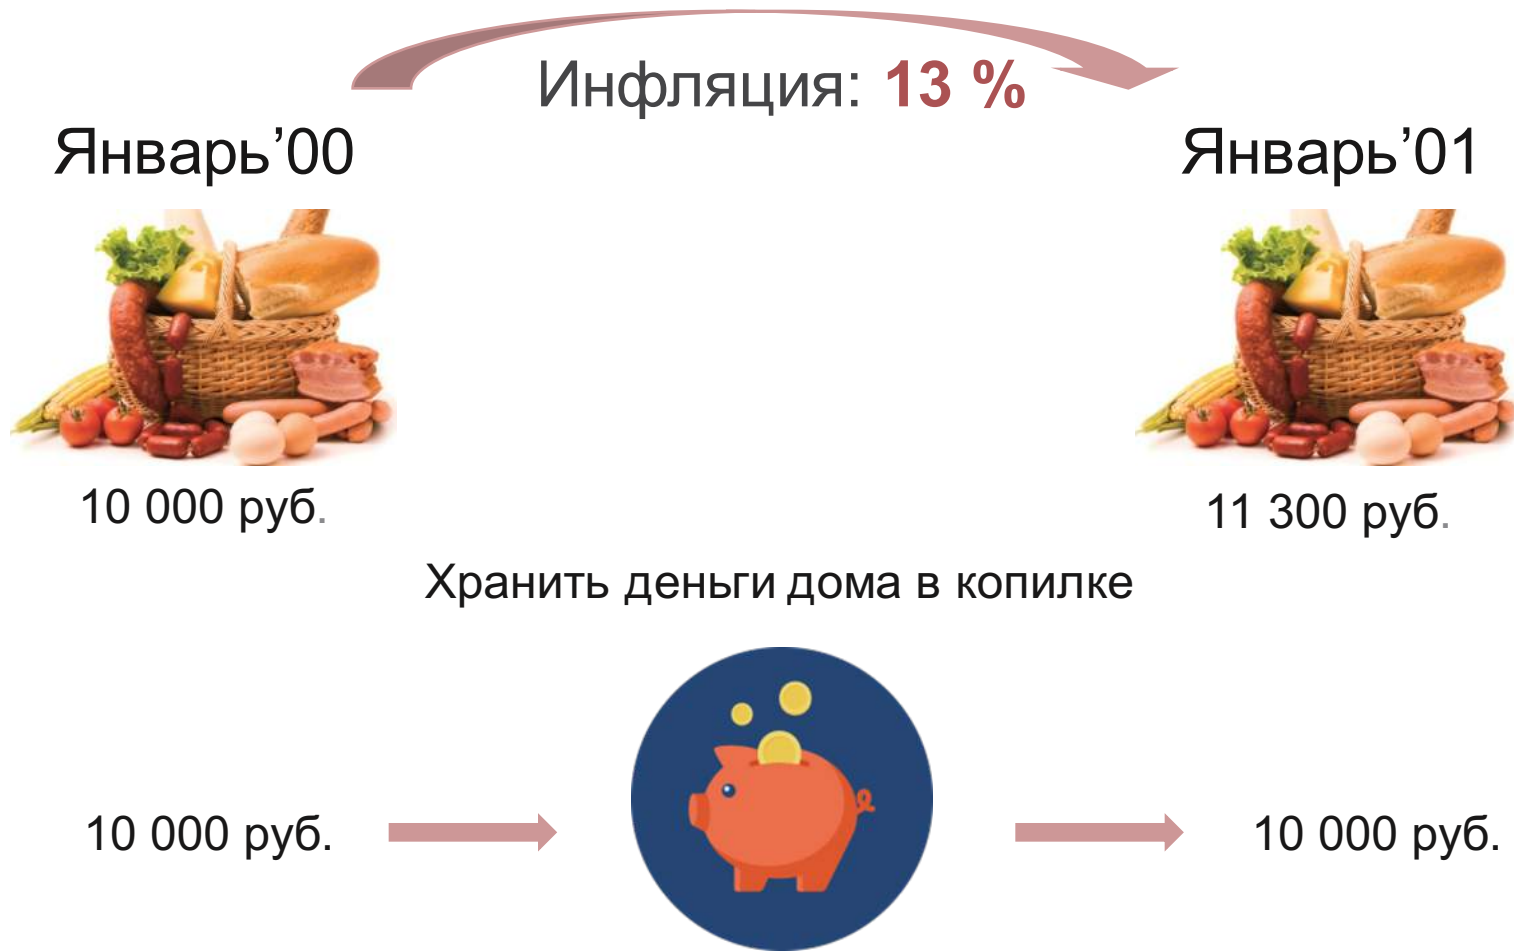 Инфляция: 13 %
Январь’00
Январь’01
10 000 руб.
11 300 руб.
Хранить деньги дома в копилке
10 000 руб.
10 000 руб.